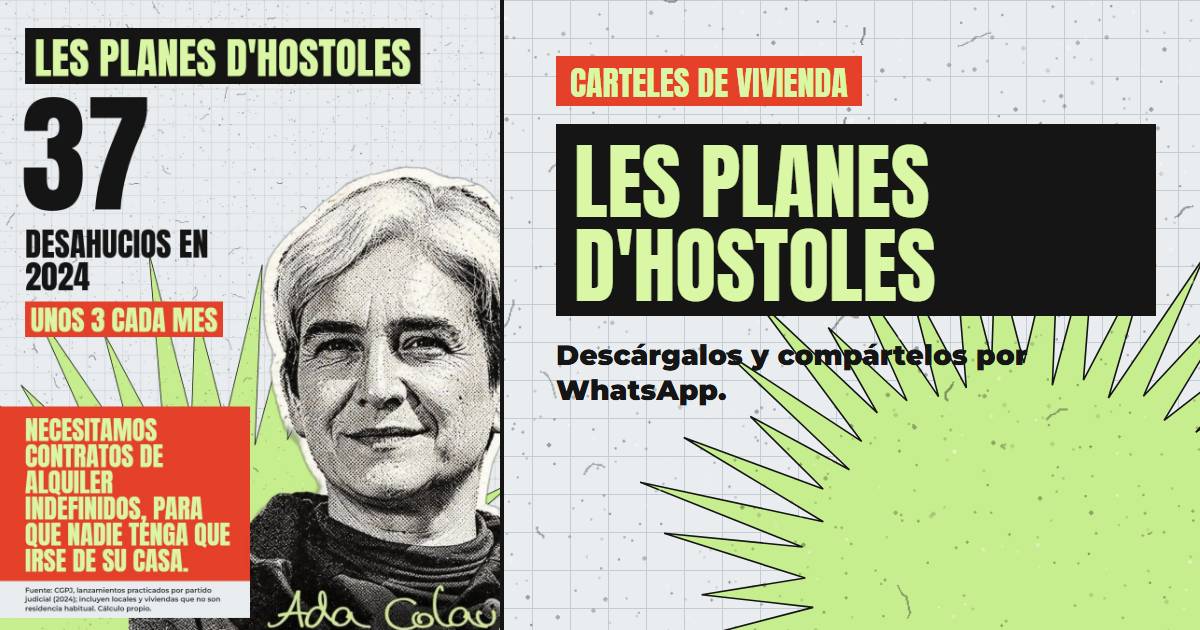 LES PLANES D'HOSTOLES
37
DESAHUCIOS EN
2024
UNOS 3 CADA MES
NECESITAMOS
CONTRATOS DE
ALQUILER
INDEFINIDOS, PARA
QUE NADIE TENGA QUE
IRSE DE SU CASA.
Fuente: CGPJ, lanzamientos practicados por partido
judicial (2024); incluyen locales y viviendas que no son
residencia habitual. Cálculo propio.
Ada Colau
CARTELES DE VIVIENDA
LES PLANES
D'HOSTOLES
Descárgalos y compártelos por
WhatsApp.